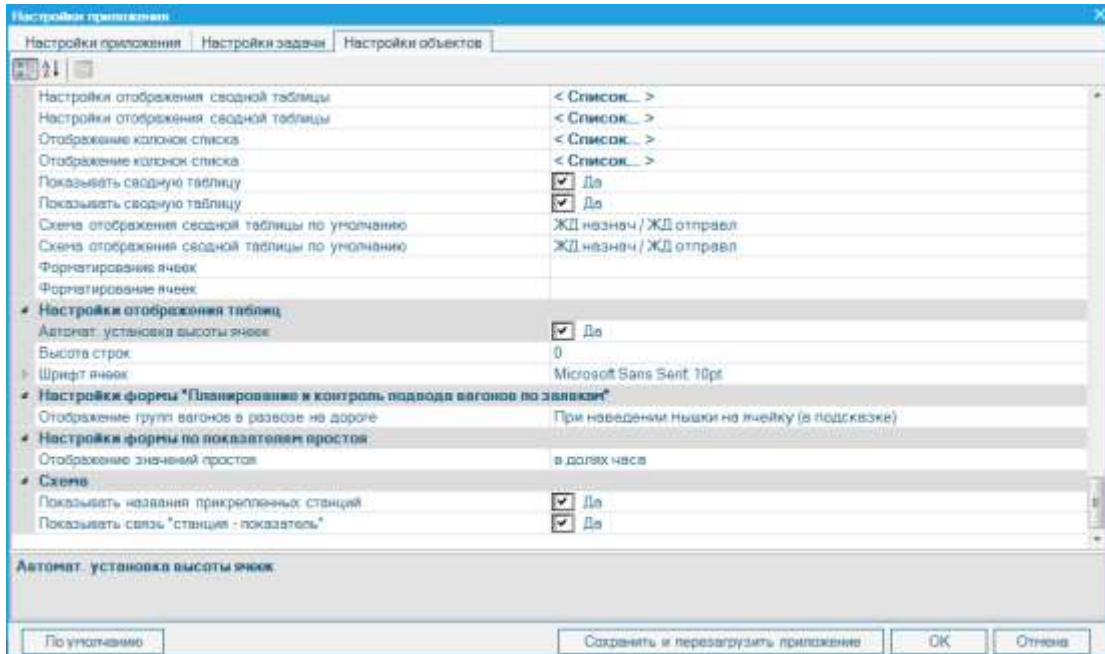 Настройки приложения
Настройки приложения Настройки задачи Настройки объектов
Настройки отображения сводной таблицы < Список... >
Настройки отображения сводной таблицы < Список... >
Отображение колонок списка < Список... >
Отображение колонок списка < Список... >
Показывать сводную таблицу Да
Показывать сводную таблицу Да
Схема отображения сводной таблицы по умолчанию ЖД назнач / ЖД отправл
Схема отображения сводной таблицы по умолчанию ЖД назнач / ЖД отправл
Форматирование ячеек
Форматирование ячеек
Настройки отображения таблиц
Автомат. установка высоты ячеек Да
Высота строк 0
Шрифт ячеек Microsoft Sans Serif; 10pt
Настройки формы "Планирование и контроль подвода вагонов по заявкам"
Отображение групп вагонов в развозе на дороге При наведении мышки на ячейку (в подсказке)
Настройки формы по показателям простоя
Отображение значений простоя в долях часа
Схема
Показывать названия прикрепленных станций Да
Показывать связь "станция - показатель" Да
Автомат. установка высоты ячеек
По умолчанию Сохранить и перезагрузить приложение ОК Отмена